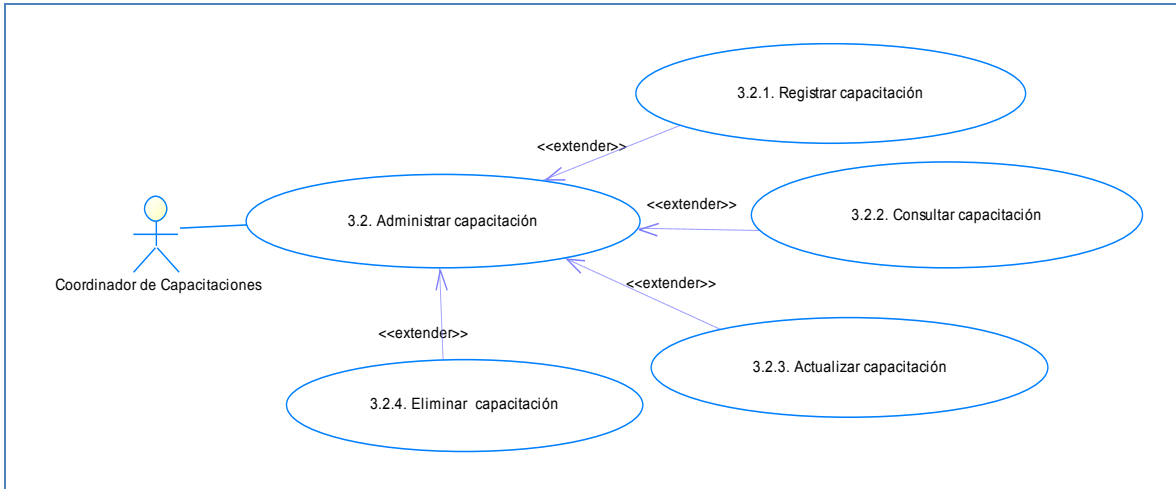 3.2.1. Registrar capacitación
<<extender>>
3.2. Administrar capacitación
<<extender>>
3.2.2. Consultar capacitación
Coordinador de Capacitaciones
<<extender>>
<<extender>>
3.2.3. Actualizar capacitación
3.2.4. Eliminar capacitación